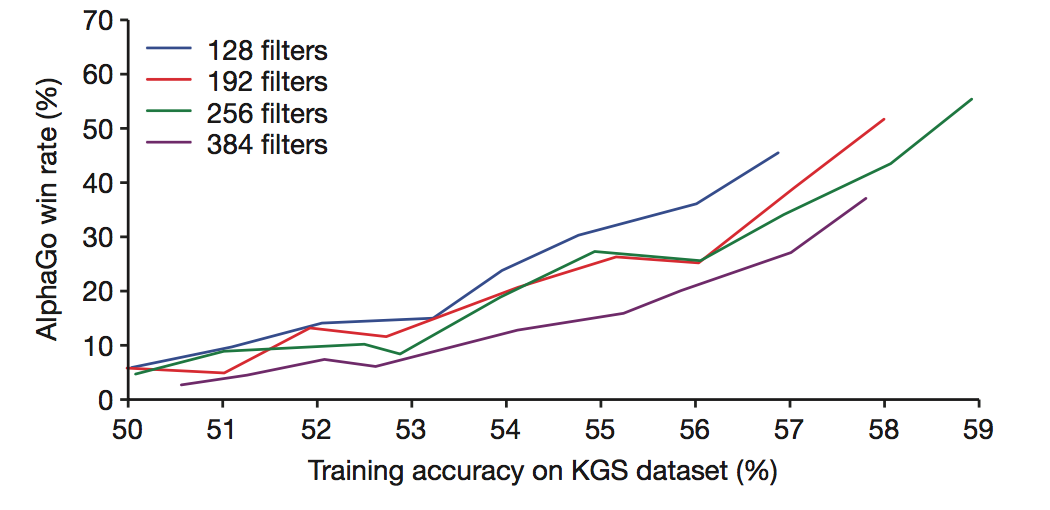 70
60
50
40
30
20
10
0
AlphaGo win rate (%)
128 filters
192 filters
256 filters
384 filters
50 51 52 53 54 55 56 57 58 59
Training accuracy on KGS dataset (%)